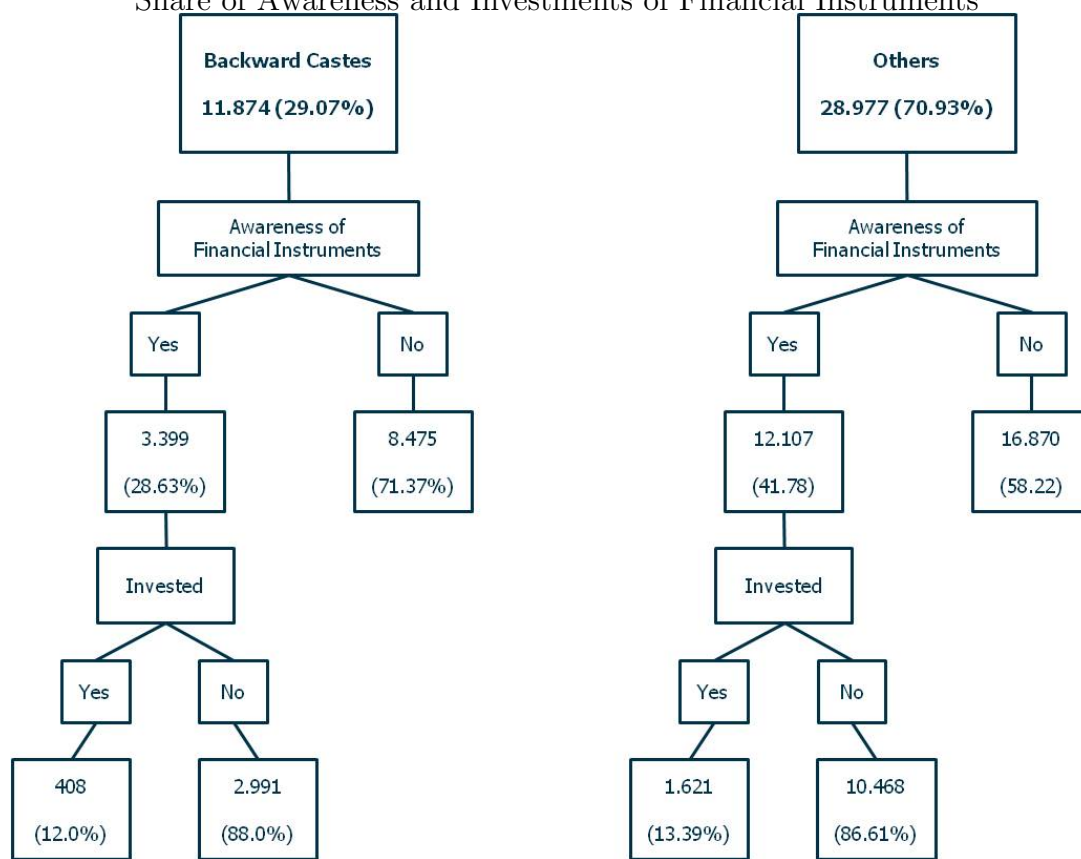 Share of Awareness and Investments of Financial Instruments
Backward Castes
11.874 (29.07%)
Awareness of
Financial Instruments
Yes
No
3.399
(28.63%)
8.475
(71.37%)
Invested
Yes
No
408
(12.0%)
2.991
(88.0%)
Others
28.977 (70.93%)
Awareness of
Financial Instruments
Yes
No
12.107
(41.78)
16.870
(58.22)
Invested
Yes
No
1.621
(13.39%)
10.468
(86.61%)